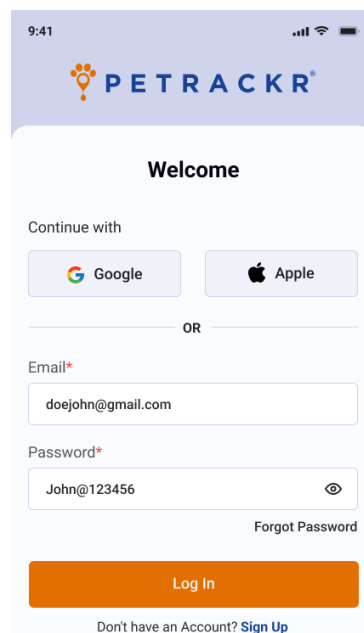 9:41
PETRACKR®
Welcome
Continue with
Google
Apple
OR
Email*
doejohn@gmail.com
Password*
John@123456
Forgot Password
Log In
Don't have an Account? Sign Up